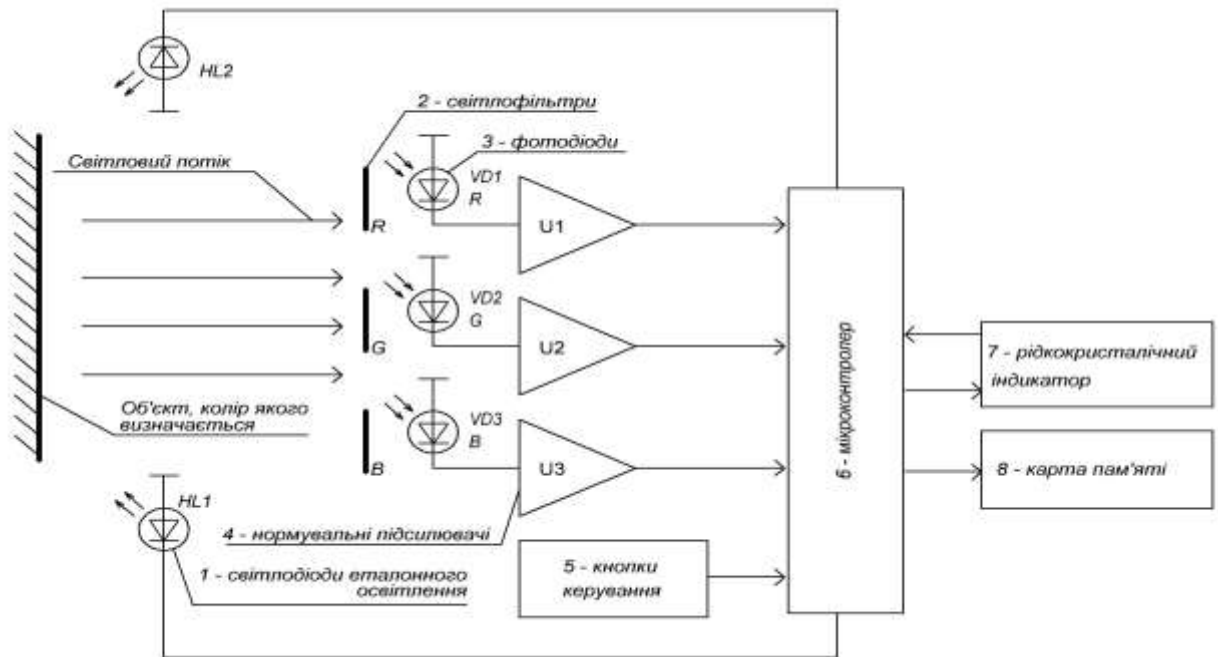 HL2
2 - світлофільтри
3 - фотодіоди
Світловий потік
VD1
R
R
U1
VD2
G
G
U2
6 - мікроконтролер
7 - рідкокристалічний
індикатор
Об'єкт, колір якого
визначається
VD3
B
B
U3
8 - карта пам'яті
HL1
4 - нормувальні підсилювачі
1 - світлодіоди еталонного
освітлення
5 - кнопки
керування